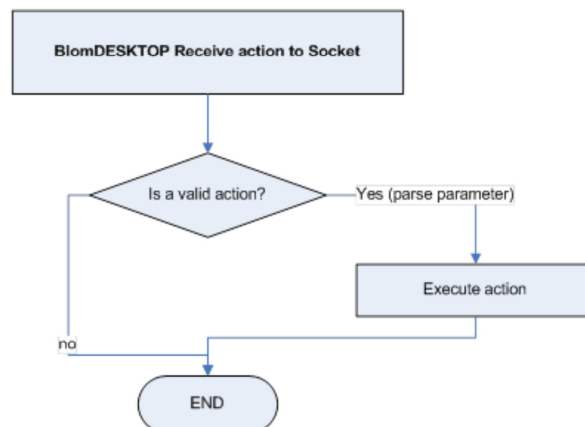 BlomDESKTOP Receive action to Socket
Is a valid action?
Yes (parse parameter)
Execute action
no
END